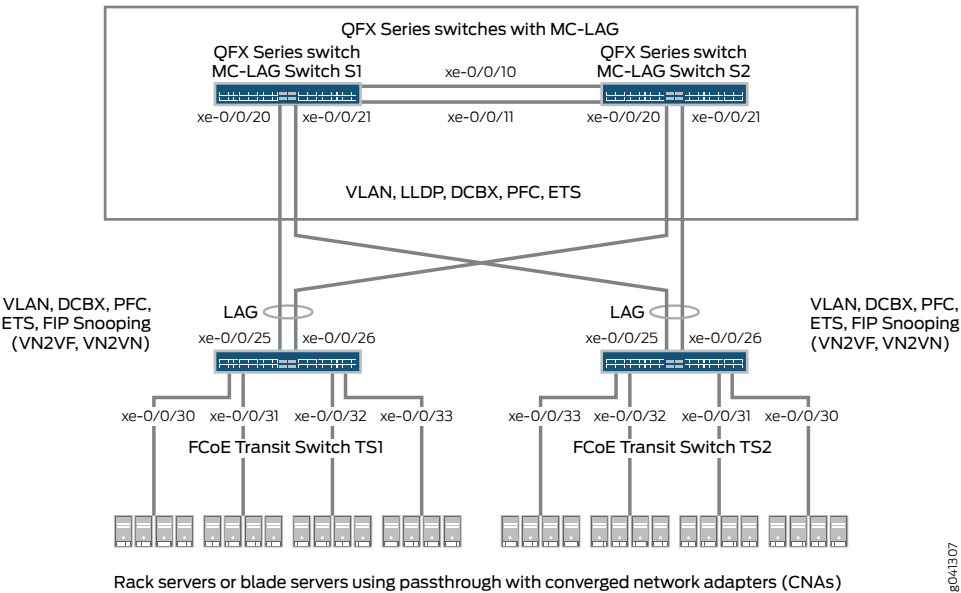 QFX Series switches with MC-LAG
QFX Series switch
MC-LAG Switch S1
QFX Series switch
MC-LAG Switch S2
xe-0/0/10
xe-0/0/20
xe-0/0/21
xe-0/0/11
xe-0/0/20
xe-0/0/21
VLAN, LLDP, DCBX, PFC, ETS
VLAN, DCBX, PFC,
ETS, FIP Snooping
(VN2VF, VN2VN)
LAG
LAG
VLAN, DCBX, PFC,
ETS, FIP Snooping
(VN2VF, VN2VN)
xe-0/0/25
xe-0/0/26
xe-0/0/25
xe-0/0/26
xe-0/0/30
xe-0/0/31
xe-0/0/32
xe-0/0/33
xe-0/0/33
xe-0/0/32
xe-0/0/31
xe-0/0/30
FCoE Transit Switch TS1
FCoE Transit Switch TS2
Rack servers or blade servers using passthrough with converged network adapters (CNAs)
g041307